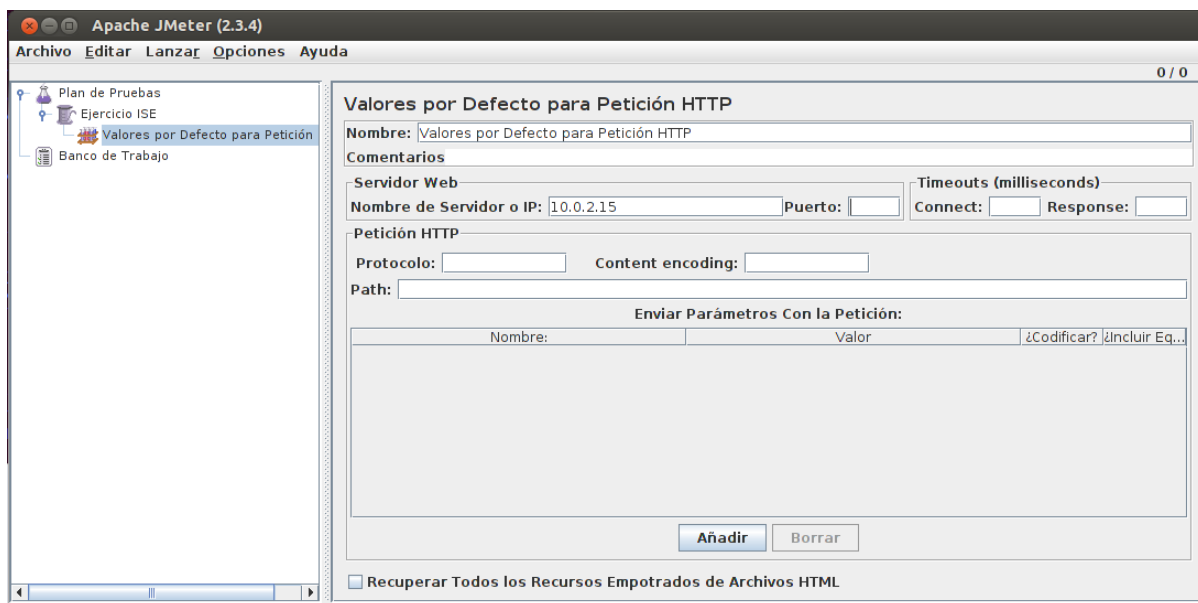 Apache JMeter (2.3.4)
Archivo Editar Lanzar Opciones Ayuda
0 / 0
Plan de Pruebas
Ejercicio ISE
Valores por Defecto para Petición
Banco de Trabajo
Valores por Defecto para Petición HTTP
Nombre: Valores por Defecto para Petición HTTP
Comentarios
Servidor Web
Nombre de Servidor o IP: 10.0.2.15 Puerto:
Timeouts (milliseconds)
Connect: Response:
Petición HTTP
Protocolo: Content encoding:
Path:
Enviar Parámetros Con la Petición:
Nombre: Valor ¿Codificar? ¿Incluir Eq...
Añadir Borrar
Recuperar Todos los Recursos Empotrados de Archivos HTML